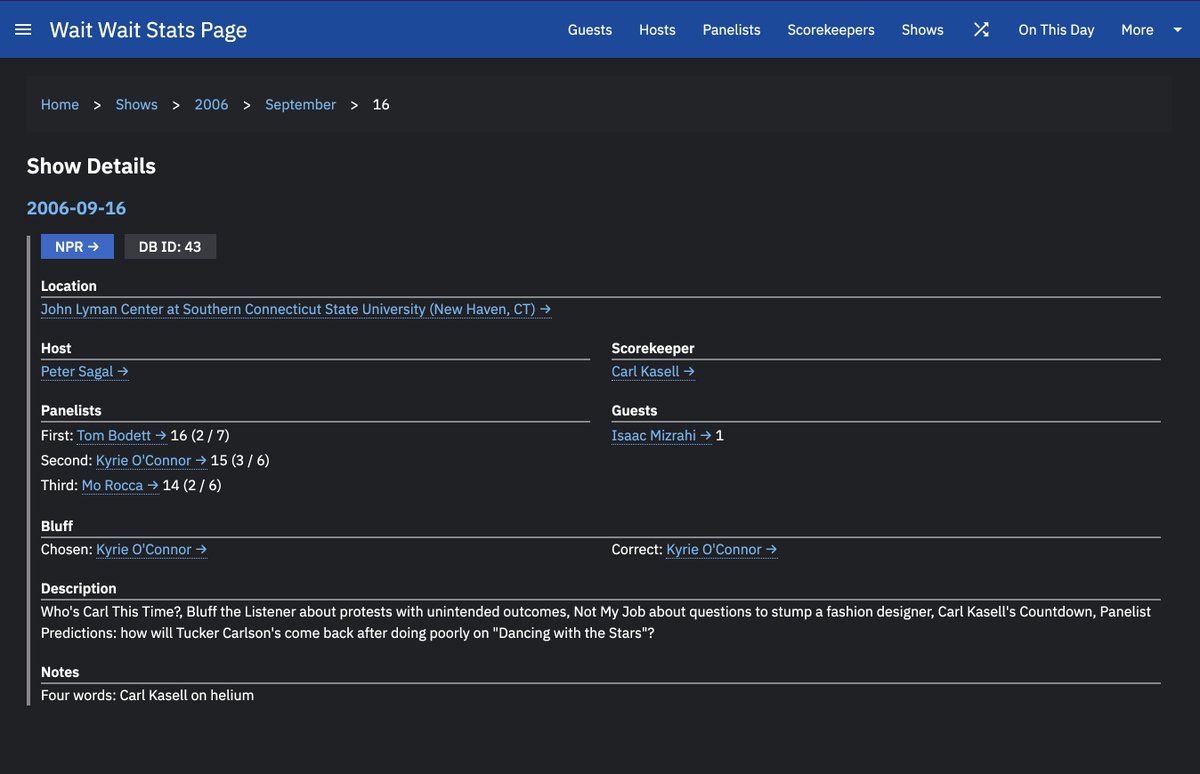 Wait Wait Stats Page
Guests Hosts Panelists Scorekeepers Shows On This Day More
Home > Shows > 2006 > September > 16
Show Details
2006-09-16
NPR → DB ID: 43
Location
John Lyman Center at Southern Connecticut State University (New Haven, CT) →
Host
Peter Sagal →
Scorekeeper
Carl Kasell →
Panelists
First: Tom Bodett → 16 (2 / 7)
Second: Kyrie O'Connor → 15 (3 / 6)
Third: Mo Rocca → 14 (2 / 6)
Guests
Isaac Mizrahi → 1
Bluff
Chosen: Kyrie O'Connor →
Correct: Kyrie O'Connor →
Description
Who's Carl This Time?, Bluff the Listener about protests with unintended outcomes, Not My Job about questions to stump a fashion designer, Carl Kasell's Countdown, Panelist
Predictions: how will Tucker Carlson's come back after doing poorly on "Dancing with the Stars"?
Notes
Four words: Carl Kasell on helium